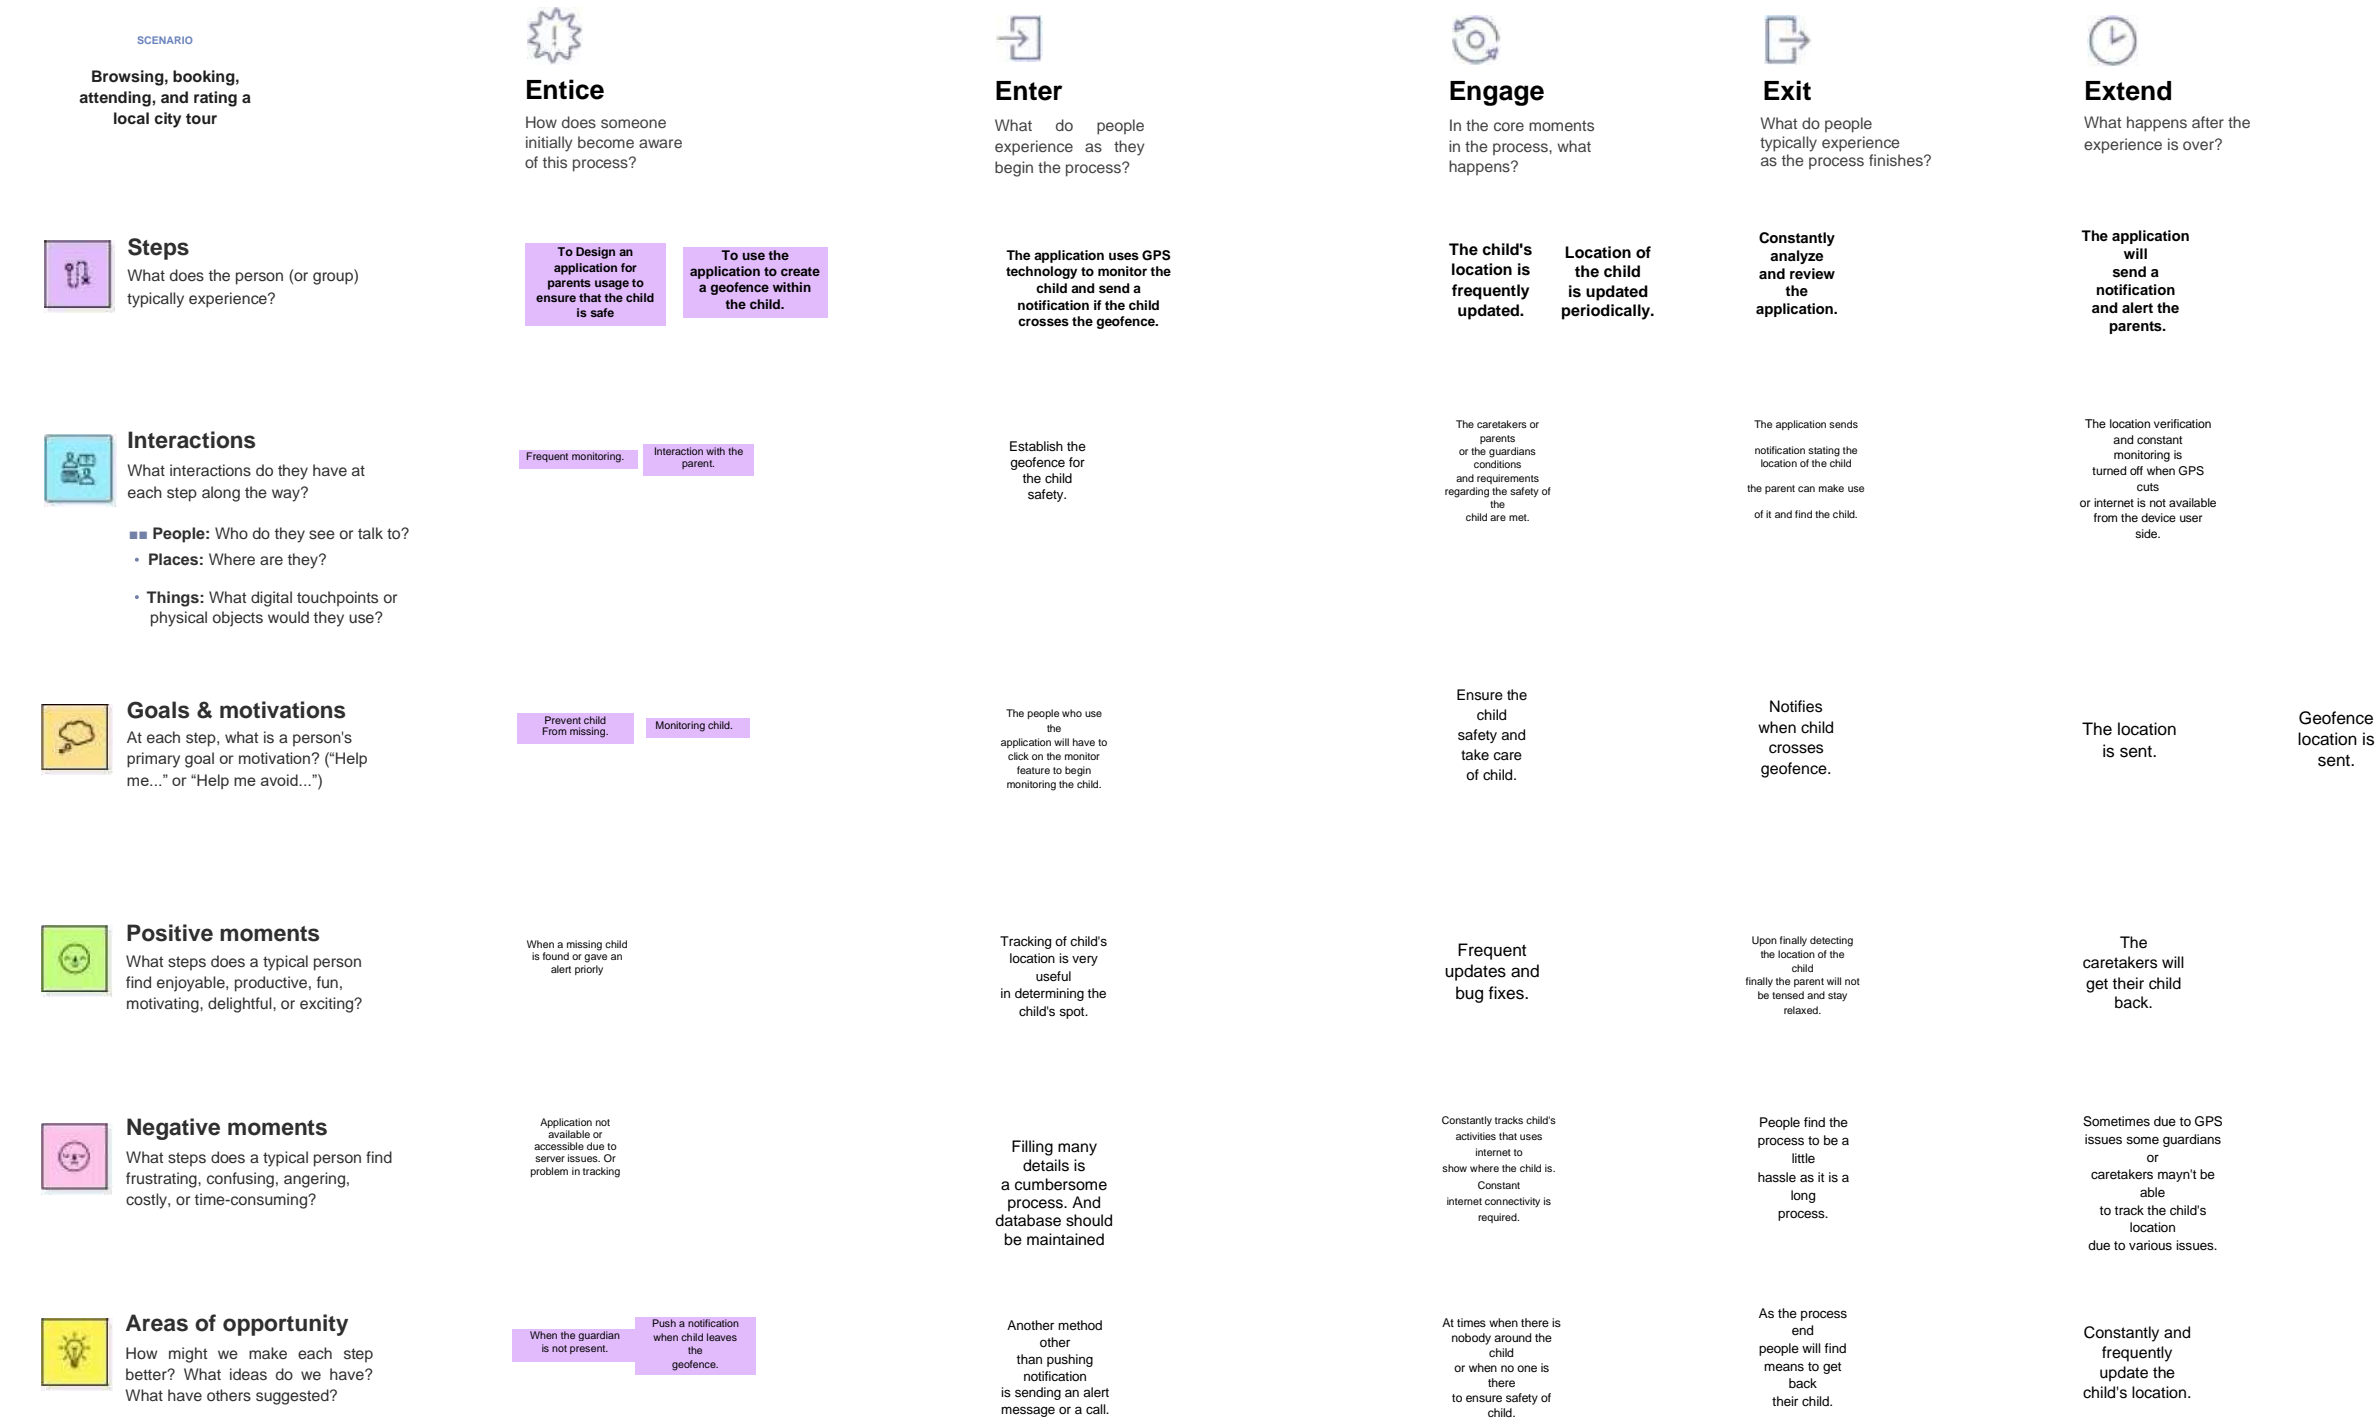 SCENARIO
Browsing, booking,
attending, and rating a
local city tour
Entice
How does someone
initially become aware
of this process?
Enter
What do people
experience as they
begin the process?
Engage
In the core moments
in the process, what
happens?
Exit
What do people
typically experience
as the process finishes?
Extend
What happens after the
experience is over?
Steps
What does the person (or group)
typically experience?
To Design an
application for
parents usage to
ensure that the child
is safe
To use the
application to create
a geofence within
the child.
The application uses GPS
technology to monitor the
child and send a
notification if the child
crosses the geofence.
The child's
location is
frequently
updated.
Location of
the child
is updated
periodically.
Constantly
analyze
and review
the
application.
The application
will
send a
notification
and alert the
parents.
Interactions
What interactions do they have at
each step along the way?
People: Who do they see or talk to?
• Places: Where are they?
• Things: What digital touchpoints or
physical objects would they use?
Frequent monitoring.
Interaction with the
parent.
Establish the
geofence for
the child
safety.
The caretakers or
parents
or the guardians
conditions
and requirements
regarding the safety of
the
child are met.
The application sends
notification stating the
location of the child
the parent can make use
of it and find the child.
The location verification
and constant
monitoring is
turned off when GPS
cuts
or internet is not available
from the device user
side.
Goals & motivations
At each step, what is a person's
primary goal or motivation? (“Help
me...” or “Help me avoid...”)
Prevent child
From missing.
Monitoring child.
The people who use
the
application will have to
click on the monitor
feature to begin
monitoring the child.
Ensure the
child
safety and
take care
of child.
Notifies
when child
crosses
geofence.
The location
is sent.
Geofence
location is
sent.
Positive moments
What steps does a typical person
find enjoyable, productive, fun,
motivating, delightful, or exciting?
When a missing child
is found or gave an
alert priorly
Tracking of child's
location is very
useful
in determining the
child's spot.
Frequent
updates and
bug fixes.
Upon finally detecting
the location of the
child
finally the parent will not
be tensed and stay
relaxed.
The
caretakers will
get their child
back.
Negative moments
What steps does a typical person find
frustrating, confusing, angering,
costly, or time-consuming?
Application not
available or
accessible due to
server issues. Or
problem in tracking
Filling many
details is
a cumbersome
process. And
database should
be maintained
Constantly tracks child's
activities that uses
internet to
show where the child is.
Constant
internet connectivity is
required.
People find the
process to be a
little
hassle as it is a
long
process.
Sometimes due to GPS
issues some guardians
or
caretakers mayn't be
able
to track the child's
location
due to various issues.
Areas of opportunity
How might we make each step
better? What ideas do we have?
What have others suggested?
When the guardian
is not present.
Push a notification
when child leaves
the
geofence.
Another method
other
than pushing
notification
is sending an alert
message or a call.
At times when there is
nobody around the
child
or when no one is
there
to ensure safety of
child.
As the process
end
people will find
means to get
back
their child.
Constantly and
frequently
update the
child's location.